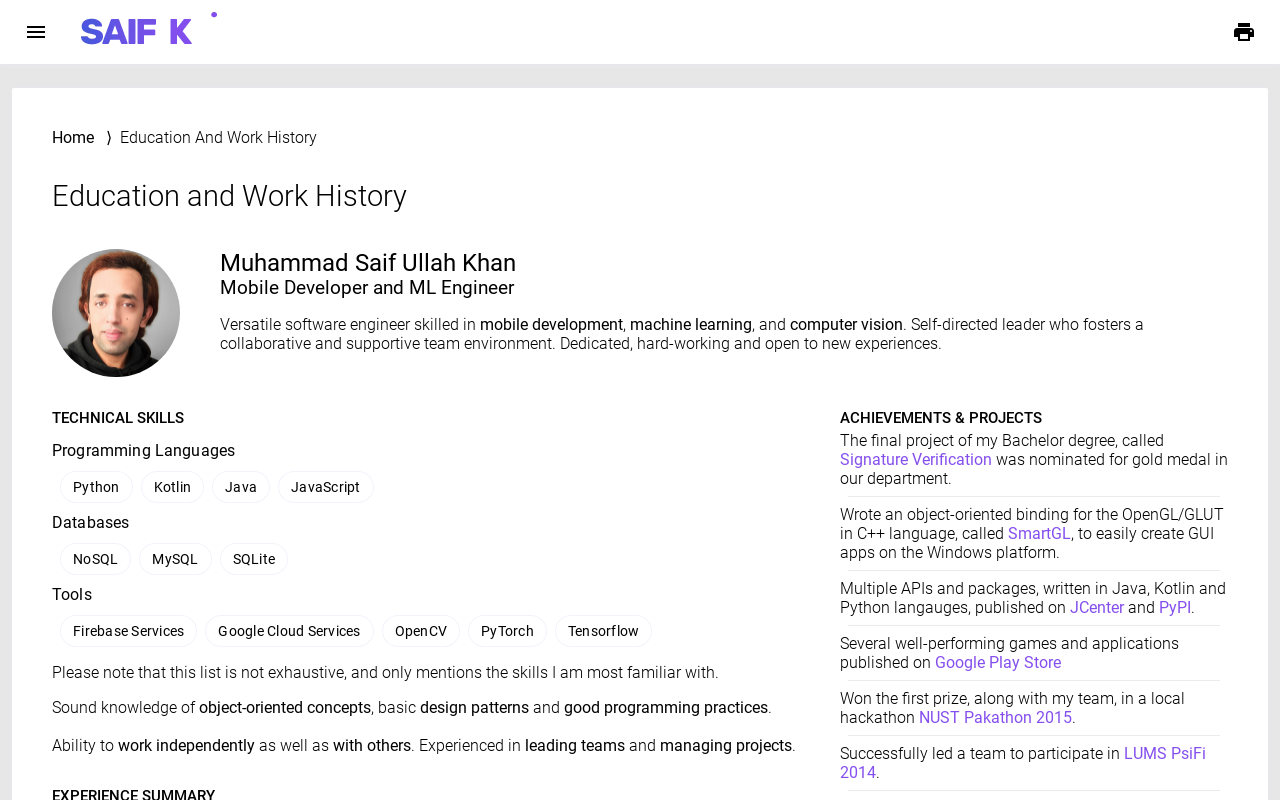 SAIF K
Home ⟩ Education And Work History
Education and Work History
Muhammad Saif Ullah Khan
Mobile Developer and ML Engineer
Versatile software engineer skilled in mobile development, machine learning, and computer vision. Self-directed leader who fosters a
collaborative and supportive team environment. Dedicated, hard-working and open to new experiences.
TECHNICAL SKILLS
Programming Languages
Python Kotlin Java JavaScript
Databases
NoSQL MySQL SQLite
Tools
Firebase Services Google Cloud Services OpenCV PyTorch Tensorflow
Please note that this list is not exhaustive, and only mentions the skills I am most familiar with.
Sound knowledge of object-oriented concepts, basic design patterns and good programming practices.
Ability to work independently as well as with others. Experienced in leading teams and managing projects.
EXPERIENCE SUMMARY
ACHIEVEMENTS & PROJECTS
The final project of my Bachelor degree, called
Signature Verification was nominated for gold medal in
our department.
Wrote an object-oriented binding for the OpenGL/GLUT
in C++ language, called SmartGL, to easily create GUI
apps on the Windows platform.
Multiple APIs and packages, written in Java, Kotlin and
Python langauges, published on JCenter and PyPI.
Several well-performing games and applications
published on Google Play Store
Won the first prize, along with my team, in a local
hackathon NUST Pakathon 2015.
Successfully led a team to participate in LUMS PsiFi
2014.